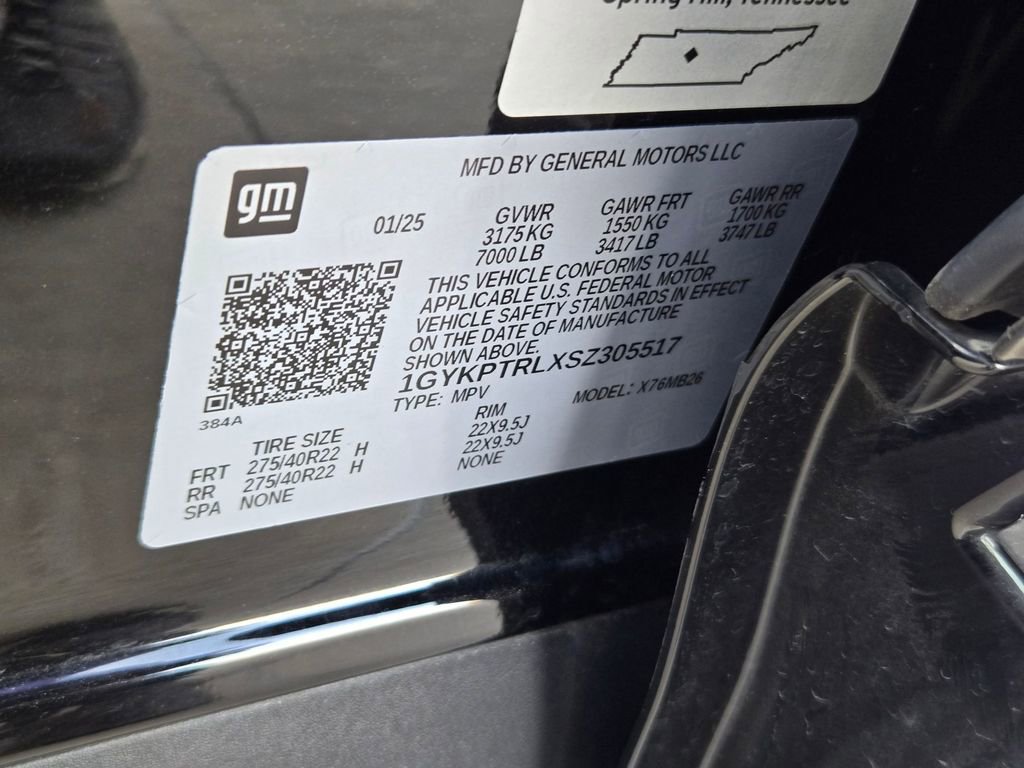 Spring Hill, Tennessee
gm
MFD BY GENERAL MOTORS LLC
01/25
GVWR GAWR FRT GAWR RR
3175 KG 1550 KG 1700 KG
7000 LB 3417 LB 3747 LB
THIS VEHICLE CONFORMS TO ALL
APPLICABLE U.S. FEDERAL MOTOR
VEHICLE SAFETY STANDARDS IN EFFECT
ON THE DATE OF MANUFACTURE
SHOWN ABOVE.
1GYKPTRLXSZ305517
TYPE: MPV MODEL: X76MB26
384A
TIRE SIZE RIM
FRT 275/40R22 H 22X9.5J
RR 275/40R22 H 22X9.5J
SPA NONE NONE